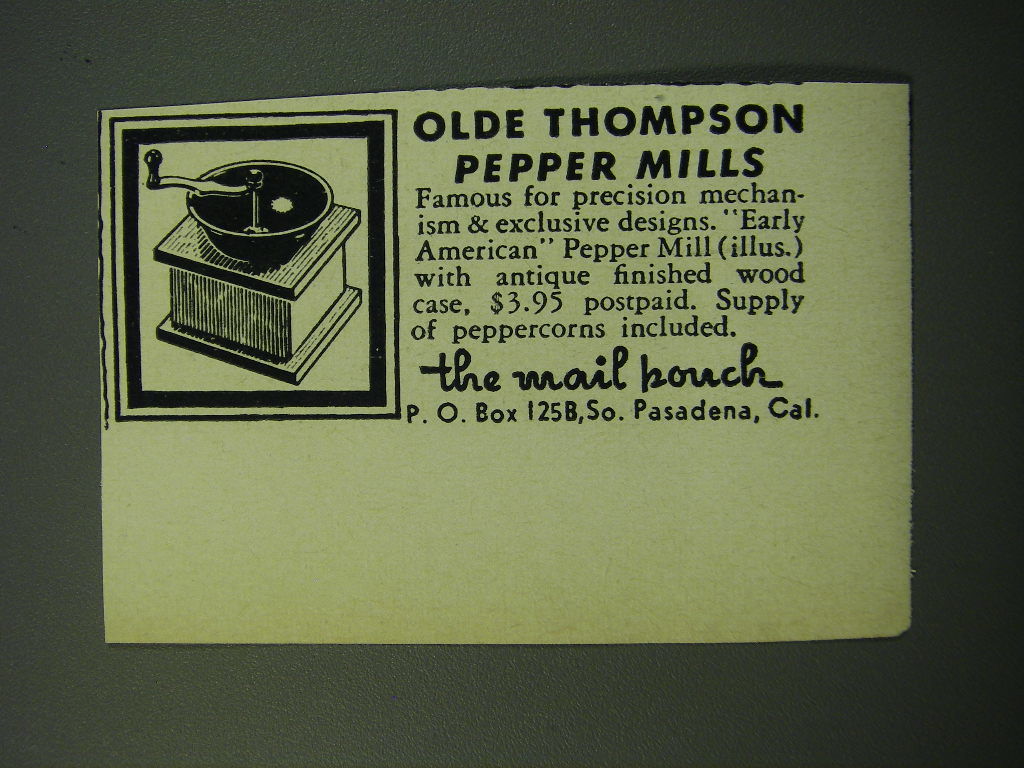 OLDE THOMPSON
PEPPER MILLS
Famous for precision mechan-
ism & exclusive designs. "Early
American" Pepper Mill (illus.)
with antique finished wood
case, $3.95 postpaid. Supply
of peppercorns included.
the mail pouch
P. O. Box 125B, So. Pasadena, Cal.